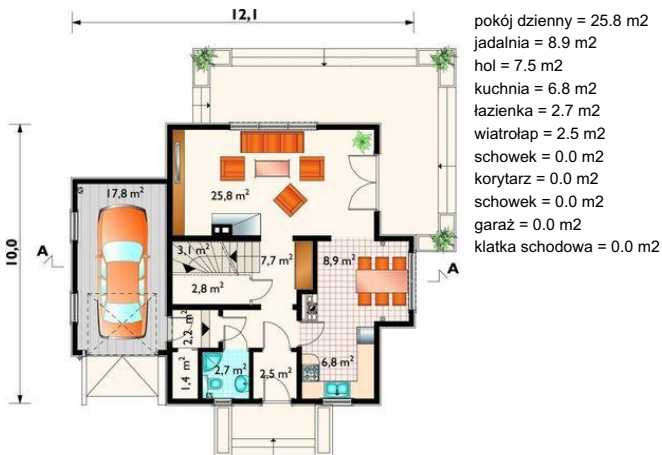 12,1
pokój dzienny = 25.8 m2
jadalnia = 8.9 m2
hol = 7.5 m2
kuchnia = 6.8 m2
łazienka = 2.7 m2
wiatrołap = 2.5 m2
schowek = 0.0 m2
korytarz = 0.0 m2
schowek = 0.0 m2
garaż = 0.0 m2
klatka schodowa = 0.0 m2
17,8 m²
25,8 m²
10,0
A
3,1 m²
7,7 m²
8,9 m²
A
2,8 m²
2,2 m²
1,4 m²
2,7 m²
2,5 m²
6,8 m²